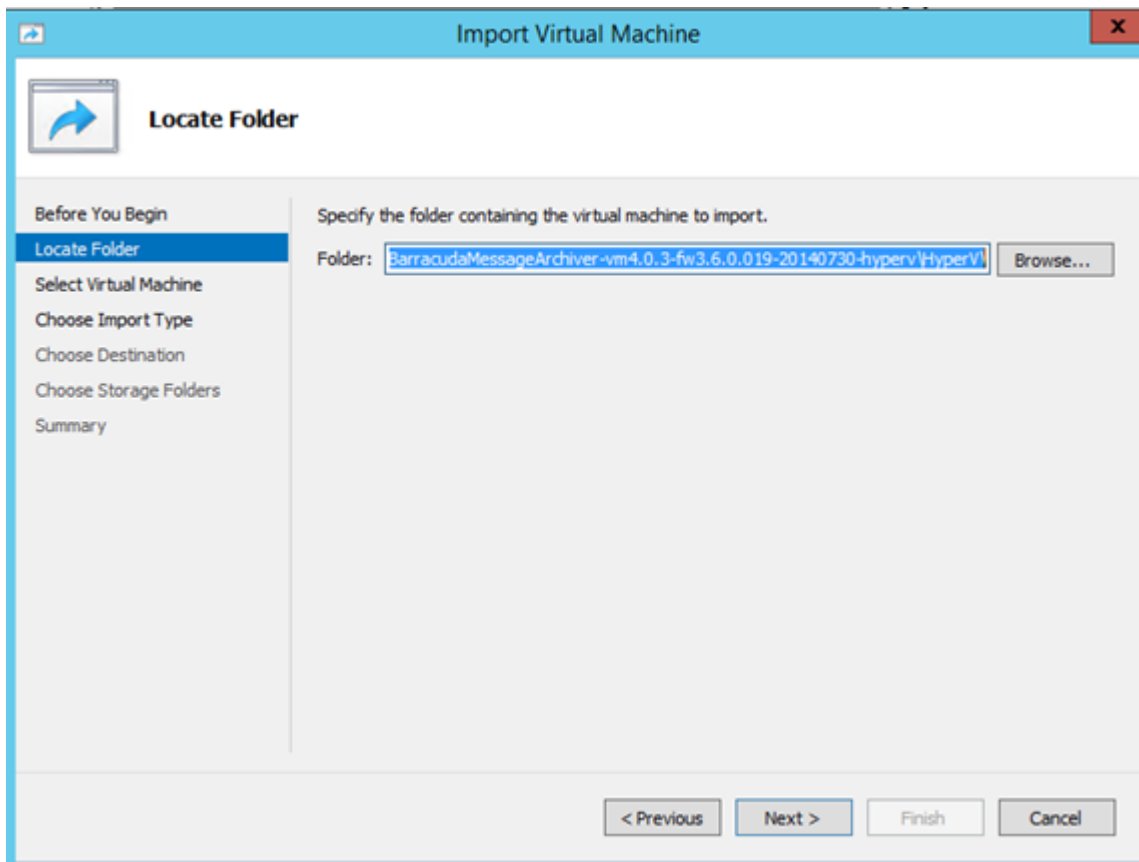 Import Virtual Machine
x
Locate Folder
Before You Begin
Locate Folder
Select Virtual Machine
Choose Import Type
Choose Destination
Choose Storage Folders
Summary
Specify the folder containing the virtual machine to import.
Folder: BarracudaMessageArchiver-vm4.0.3-fw3.6.0.019-20140730-hyperv\HyperV\ Browse...
< Previous Next > Finish Cancel